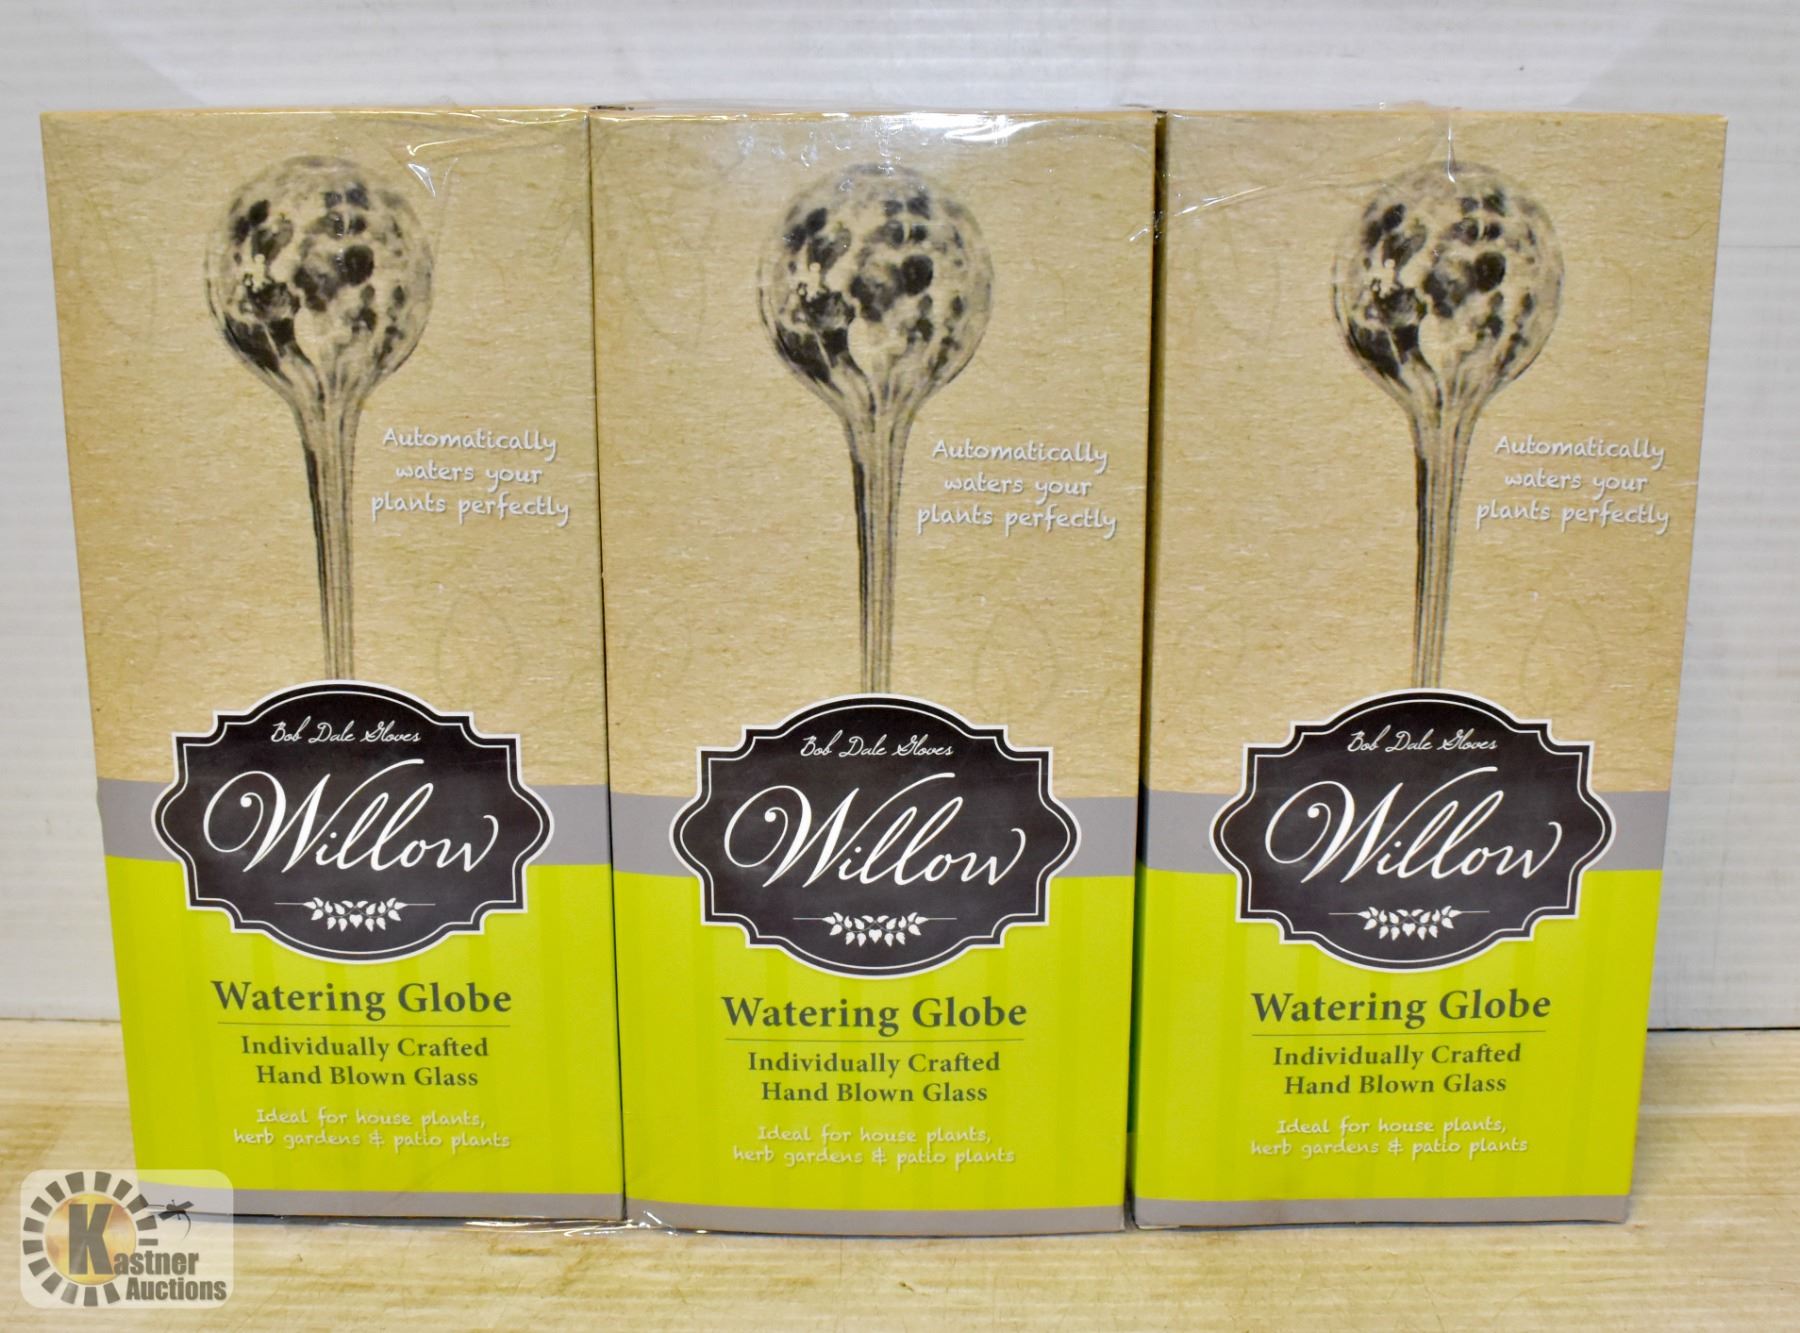 Automatically
waters your
plants perfectly
Bob Dale Gloves
Willow
Watering Globe
Individually Crafted
Hand Blown Glass
Ideal for house plants,
herb gardens & patio plants
Automatically
waters your
plants perfectly
Bob Dale Gloves
Willow
Watering Globe
Individually Crafted
Hand Blown Glass
Ideal for house plants,
herb gardens & patio plants
Automatically
waters your
plants perfectly
Bob Dale Gloves
Willow
Watering Globe
Individually Crafted
Hand Blown Glass
Ideal for house plants,
herb gardens & patio plants
Kastner
Auctions